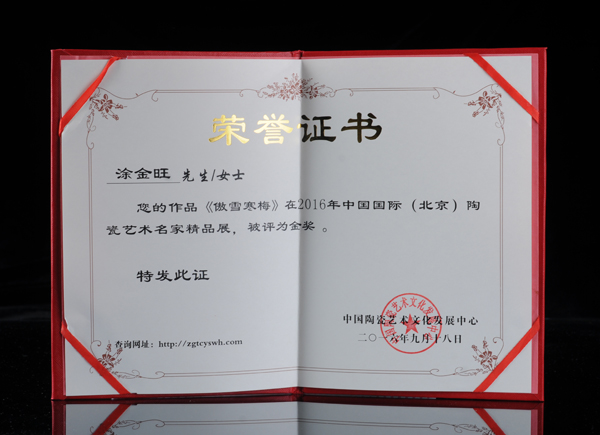 荣誉证书
涂金旺 先生/女士
您的作品《傲雪寒梅》在2016年中国国际（北京）陶
瓷艺术名家精品展，被评为金奖。
特发此证
中国陶瓷艺术文化发展中心
二〇一六年九月十八日
查询网址：http://zgtcyswh.com